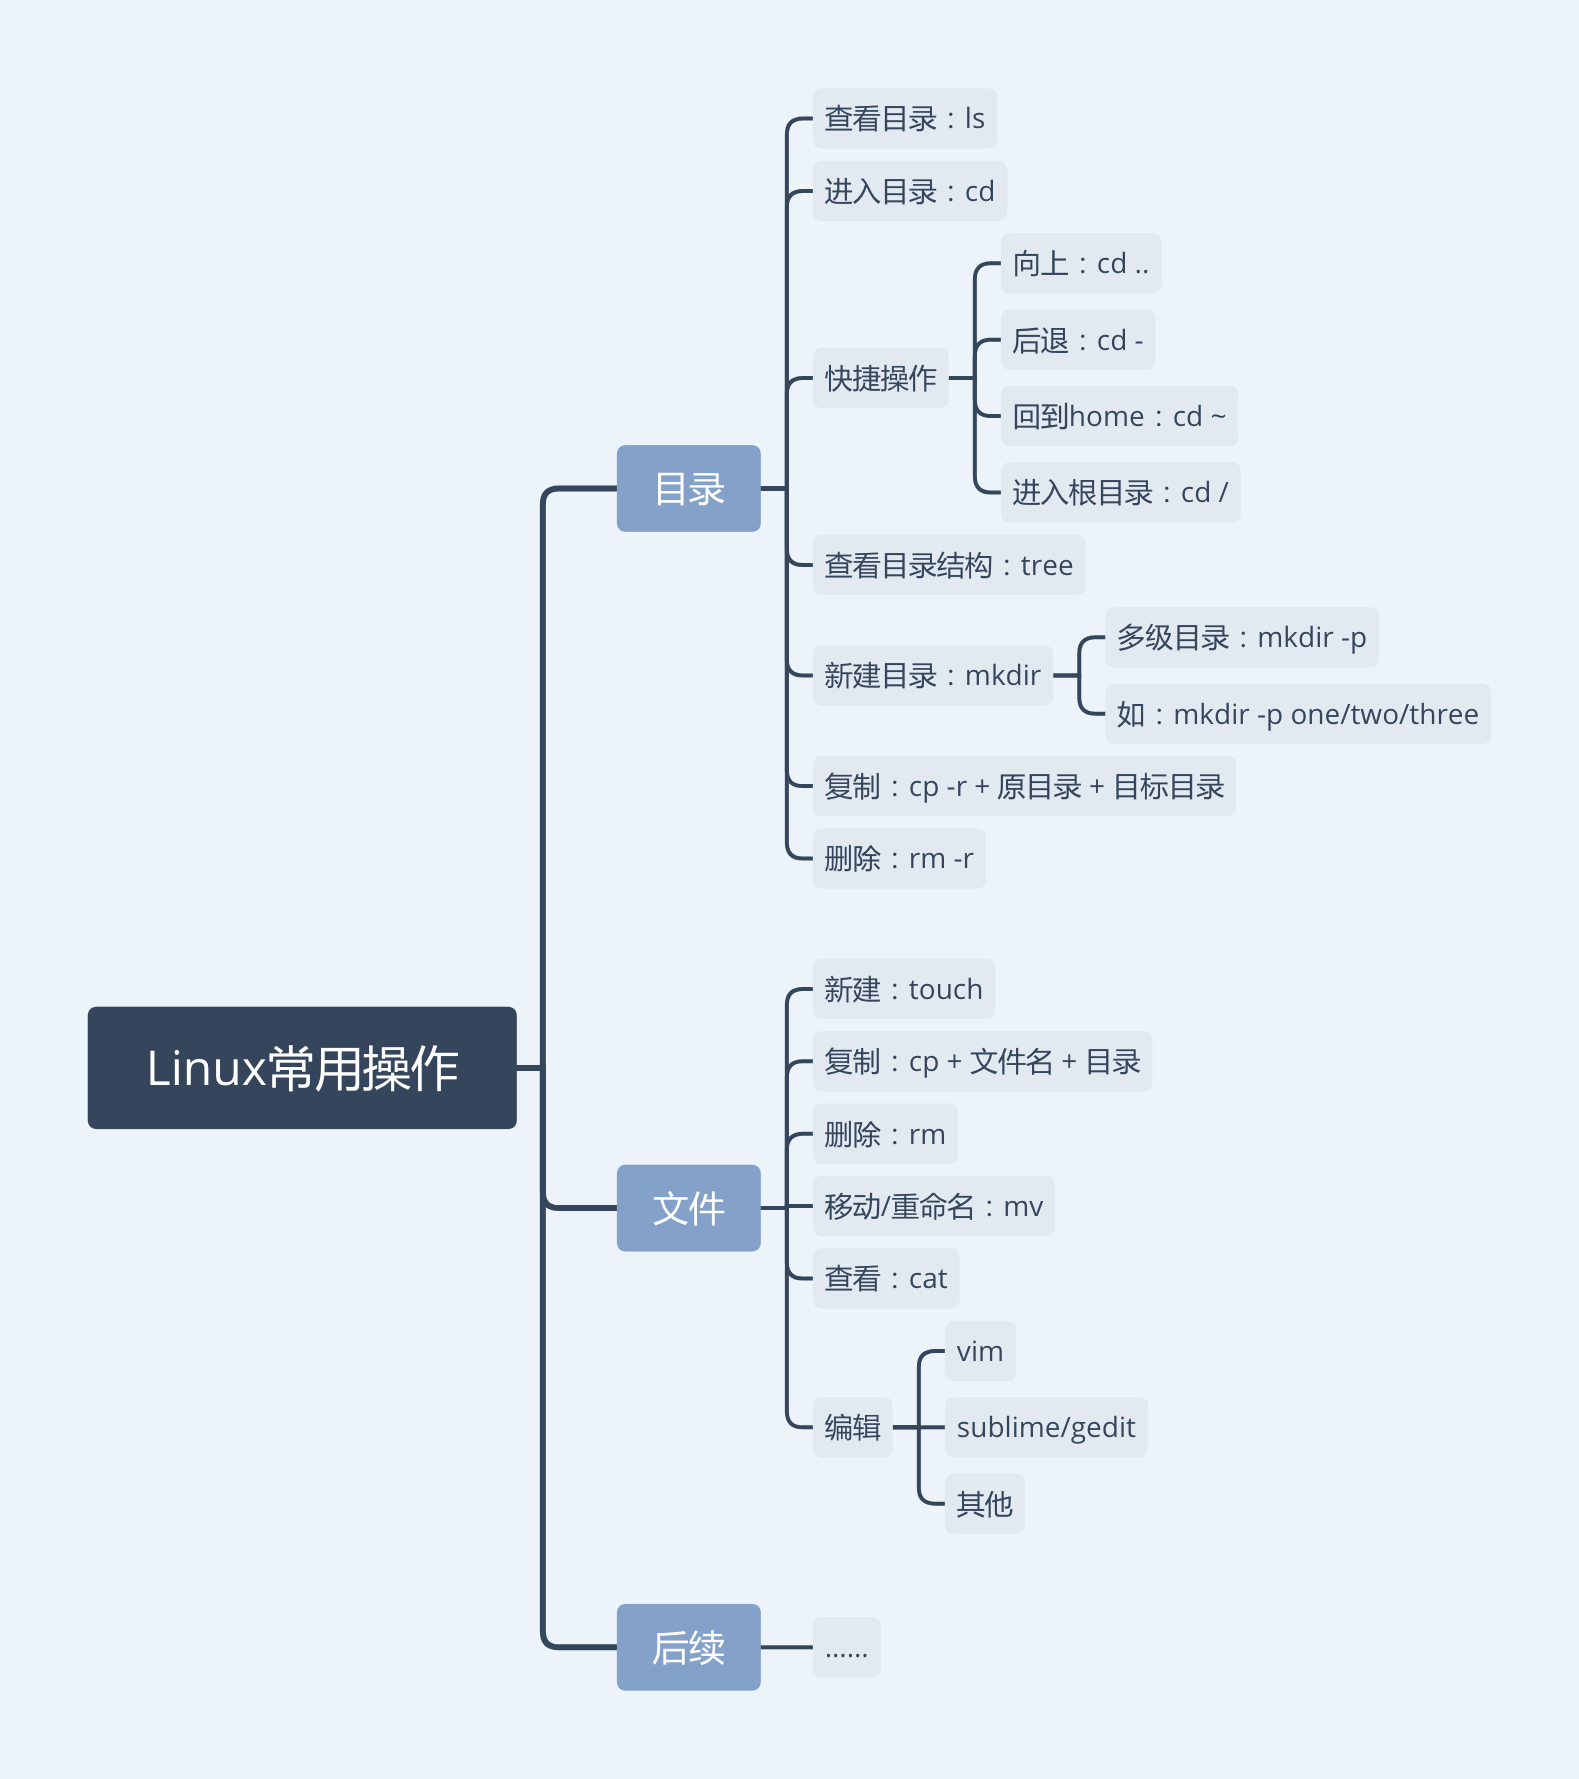 Linux常用操作
目录
查看目录：ls
进入目录：cd
快捷操作
向上：cd ..
后退：cd -
回到home：cd ~
进入根目录：cd /
查看目录结构：tree
新建目录：mkdir
多级目录：mkdir -p
如：mkdir -p one/two/three
复制：cp -r + 原目录 + 目标目录
删除：rm -r
文件
新建：touch
复制：cp + 文件名 + 目录
删除：rm
移动/重命名：mv
查看：cat
编辑
vim
sublime/gedit
其他
后续
......